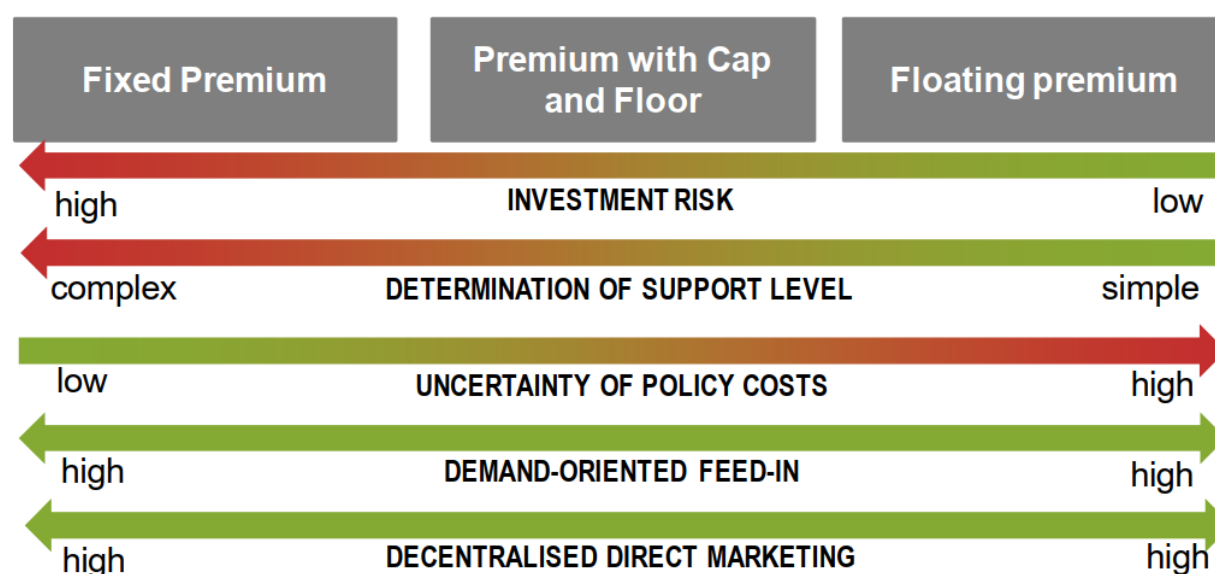 Fixed Premium
Premium with Cap
and Floor
Floating premium
high
INVESTMENT RISK
low
complex
DETERMINATION OF SUPPORT LEVEL
simple
low
UNCERTAINTY OF POLICY COSTS
high
high
DEMAND-ORIENTED FEED-IN
high
high
DECENTRALISED DIRECT MARKETING
high